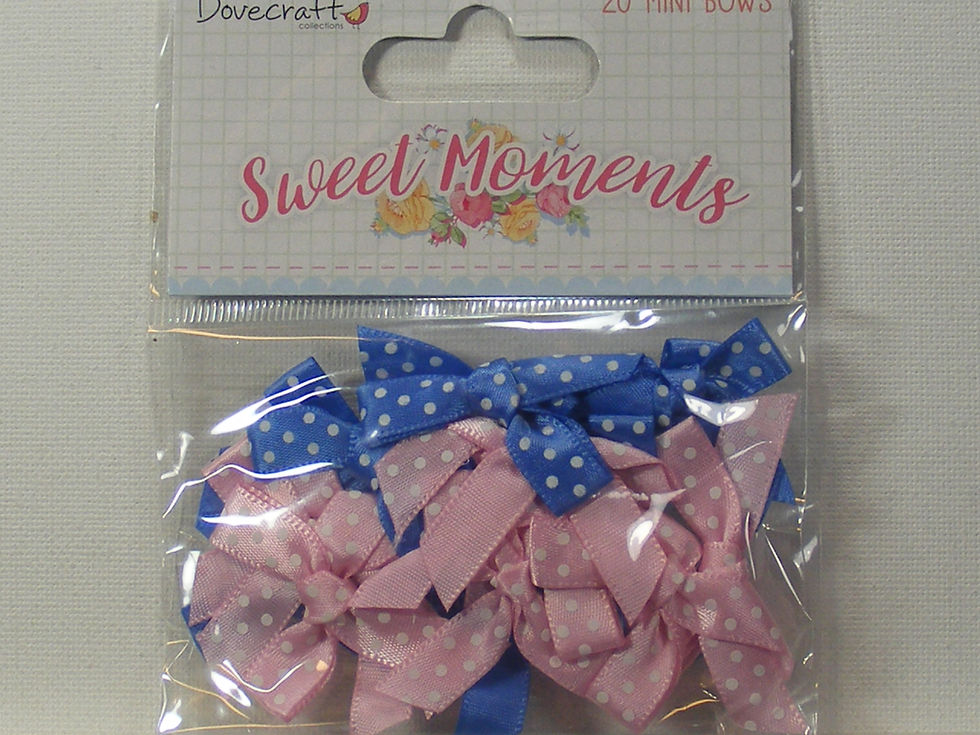 Dovecraft
collections
20 MINI BOWS
Sweet Moments